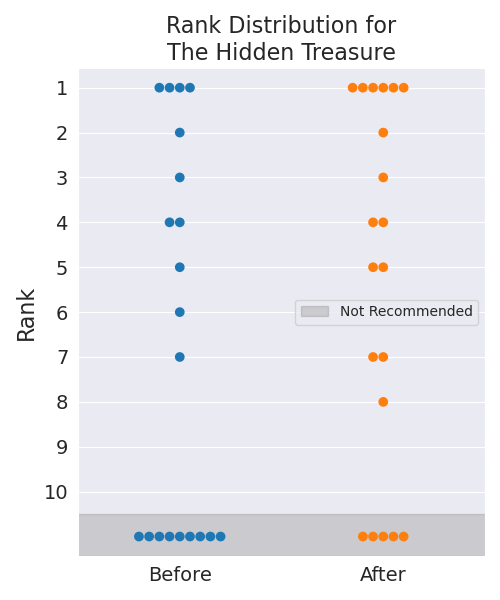 Rank Distribution for
The Hidden Treasure
1
2
3
4
5
6
7
8
9
10
Rank
Not Recommended
Before
After